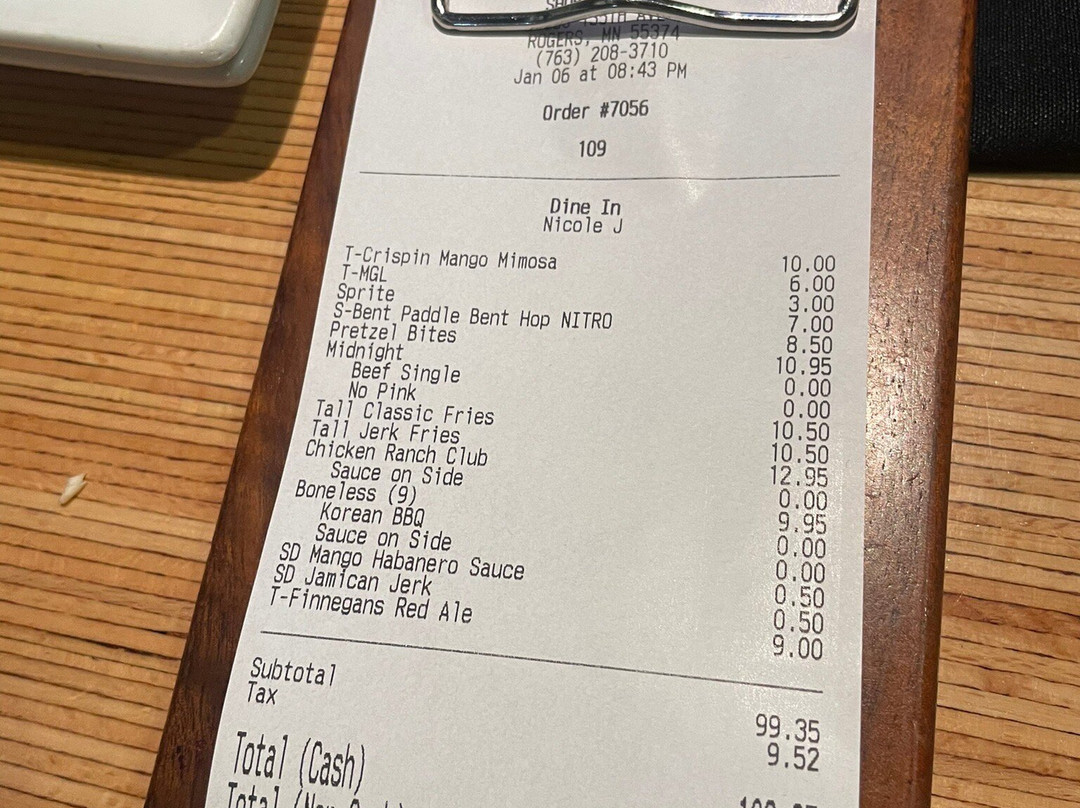 ROGERS, MN 55374
(763) 208-3710
Jan 06 at 08:43 PM
Order #7056
109
Dine In
Nicole J
T-Crispin Mango Mimosa 10.00
T-MGL 6.00
Sprite 3.00
S-Bent Paddle Bent Hop NITRO 7.00
Pretzel Bites 8.50
Midnight 10.95
Beef Single 0.00
No Pink 0.00
Tall Classic Fries 10.50
Tall Jerk Fries 10.50
Chicken Ranch Club 12.95
Sauce on Side 0.00
Boneless (9) 9.95
Korean BBQ 0.00
Sauce on Side 0.00
SD Mango Habanero Sauce 0.50
SD Jamican Jerk 0.50
T-Finnegans Red Ale 9.00
Subtotal 99.35
Tax 9.52
Total (Cash)
Total